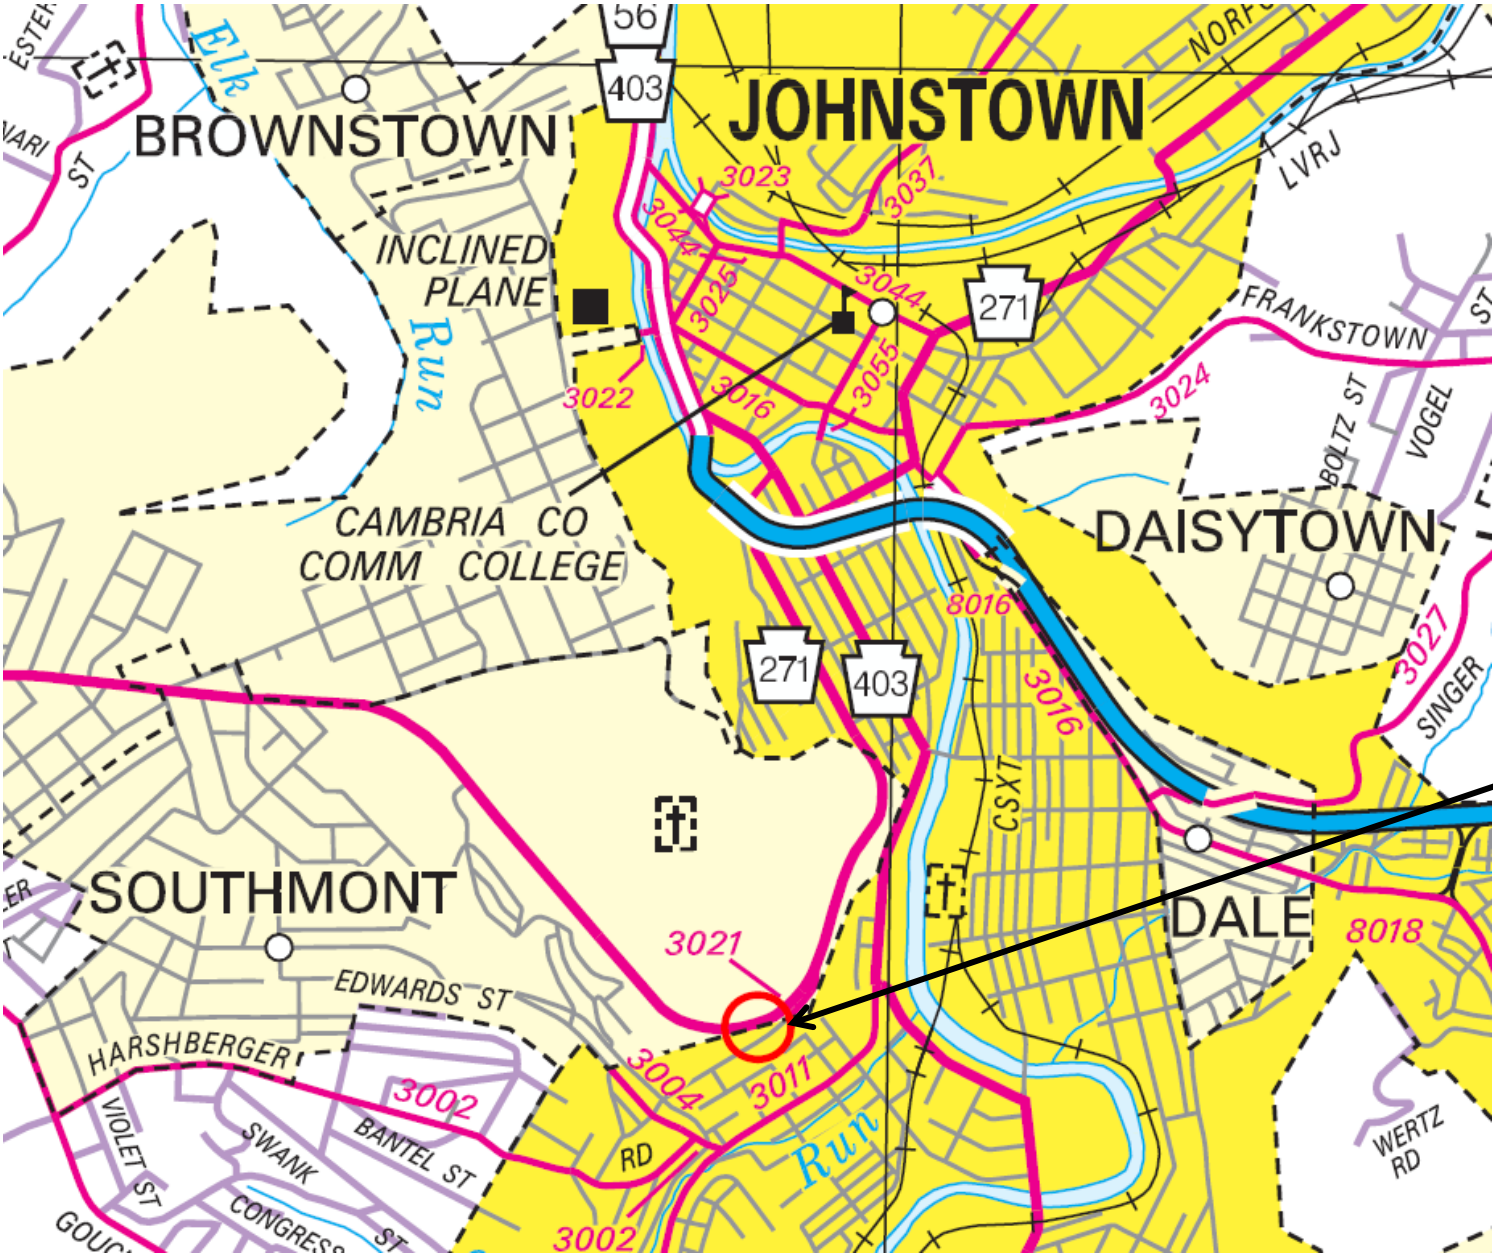 56
403
Elk
NORFO
JOHNSTOWN
BROWNSTOWN
LVRJ
ST
3023
3037
3044
INCLINED
PLANE
3025
3044
271
FRANKSTOWN
ST
Run
3022
3016
3055
3024
BOLTZ ST
VOGEL
CAMBRIA CO
COMM COLLEGE
DAISYTOWN
8016
3027
271
403
3016
SINGER
CSXT
SOUTHMONT
DALE
8018
3021
EDWARDS ST
HARSHBERGER
3004
3011
3002
VIOLET ST
SWANK
BANTEL ST
RD
Run
WERTZ
RD
CONGRESS
ST
3002